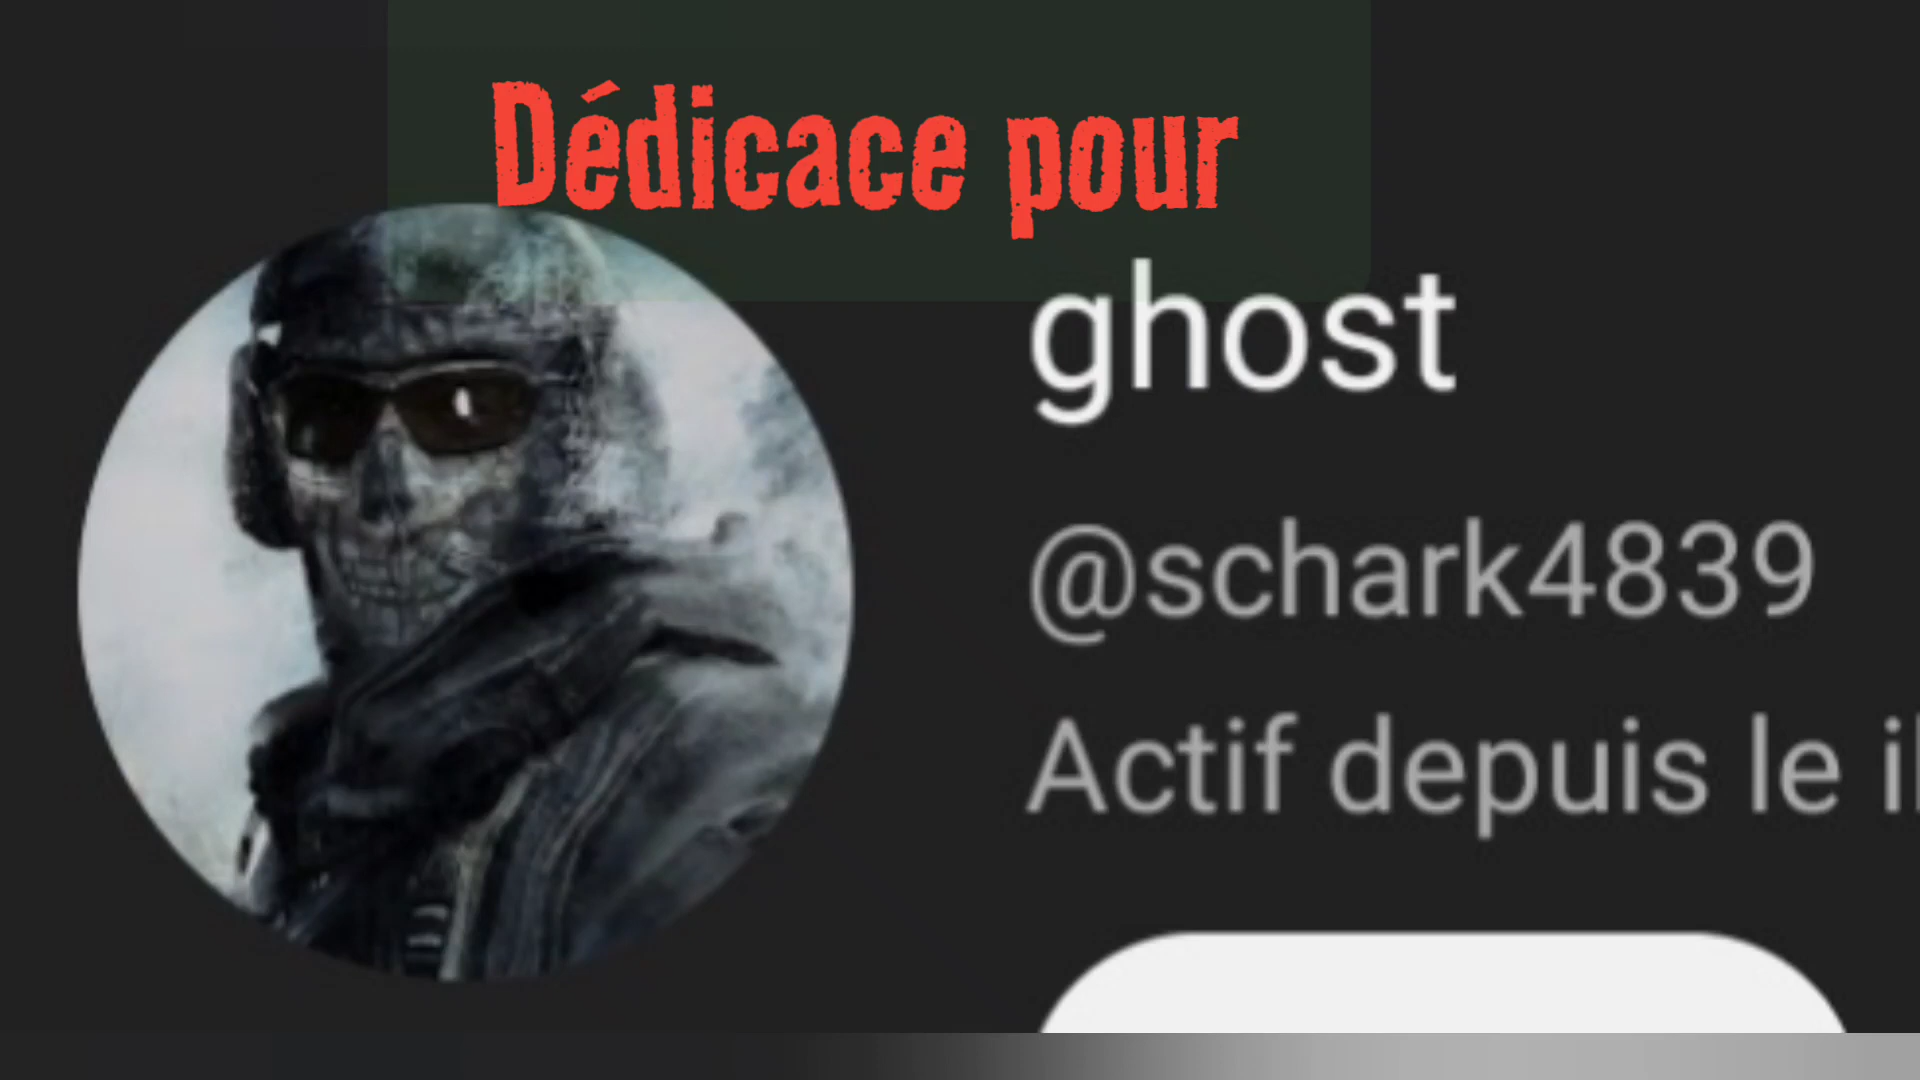 Dédicace pour
ghost
@schark4839
Actif depuis le